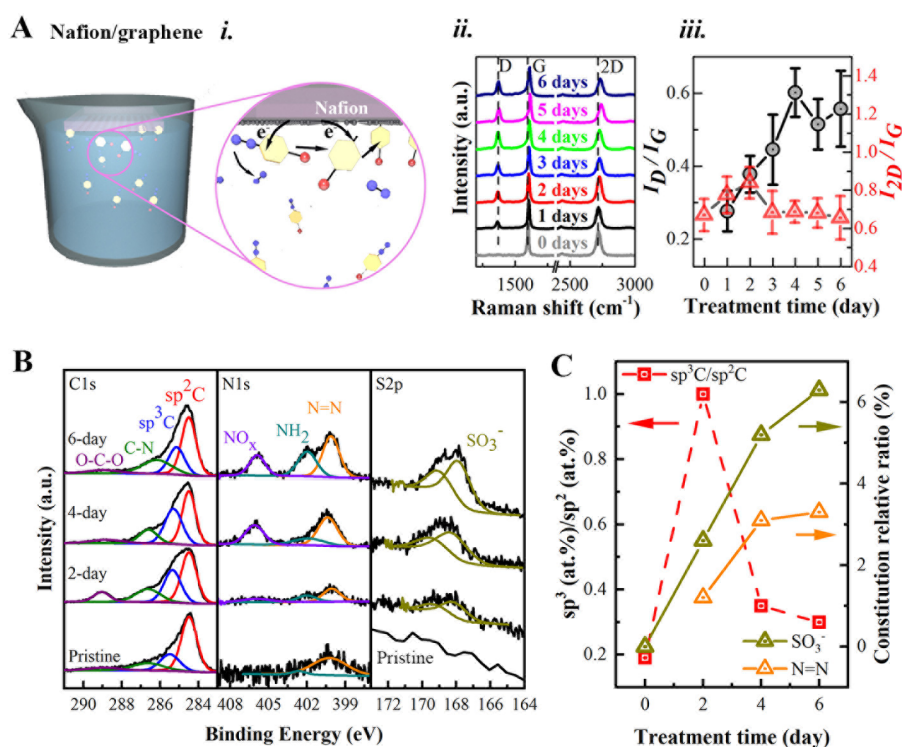 A Nafion/graphene i.
Nafion
e⁻ e⁻
ii.
D G 2D
6 days
5 days
4 days
3 days
2 days
1 days
0 days
Intensity (a.u.)
1500 2500 3000
Raman shift (cm⁻¹)
iii.
I_D / I_G
0.6
0.4
0.2
1.4
1.2
1.0
0.8
0.6
0.4
I_2D / I_G
0 1 2 3 4 5 6
Treatment time (day)
B
C1s N1s S2p
sp²C
sp³C
C-N
O-C-O
6-day
4-day
2-day
Pristine
NOₓ NH₂ N=N
SO₃⁻
Pristine
Intensity (a.u.)
290 288 286 284 408 405 402 399 170 168 166 164
Binding Energy (eV)
C
sp³C/sp²C
sp³ (at.%)/sp² (at.%)
1.0
0.8
0.6
0.4
0.2
6
4
2
0
Constitution relative ratio (%)
SO₃⁻
N=N
0 2 4 6
Treatment time (day)